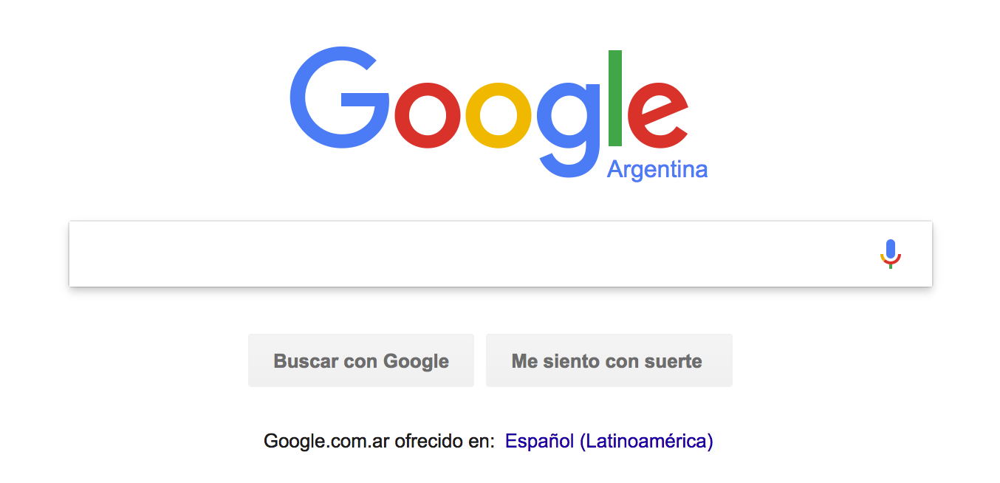 Google
Argentina
Buscar con Google
Me siento con suerte
Google.com.ar ofrecido en: Español (Latinoamérica)